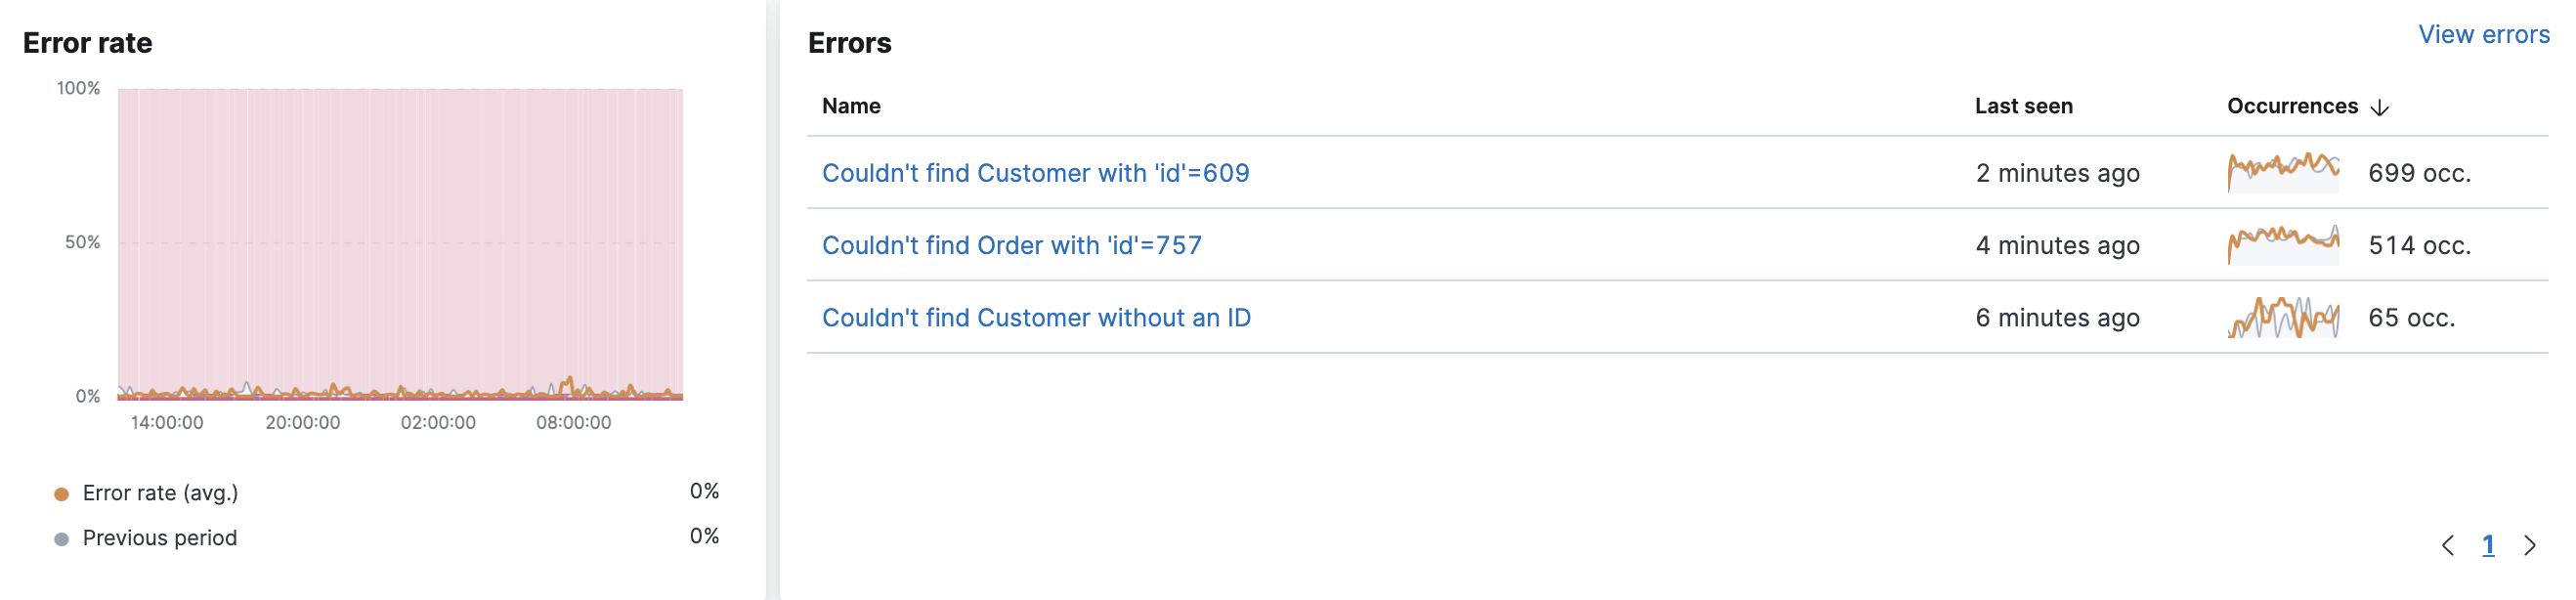 Error rate
100%
50%
0%
14:00:00 20:00:00 02:00:00 08:00:00
Error rate (avg.) 0%
Previous period 0%
Errors
View errors
Name Last seen Occurrences
Couldn't find Customer with 'id'=609 2 minutes ago 699 occ.
Couldn't find Order with 'id'=757 4 minutes ago 514 occ.
Couldn't find Customer without an ID 6 minutes ago 65 occ.
1